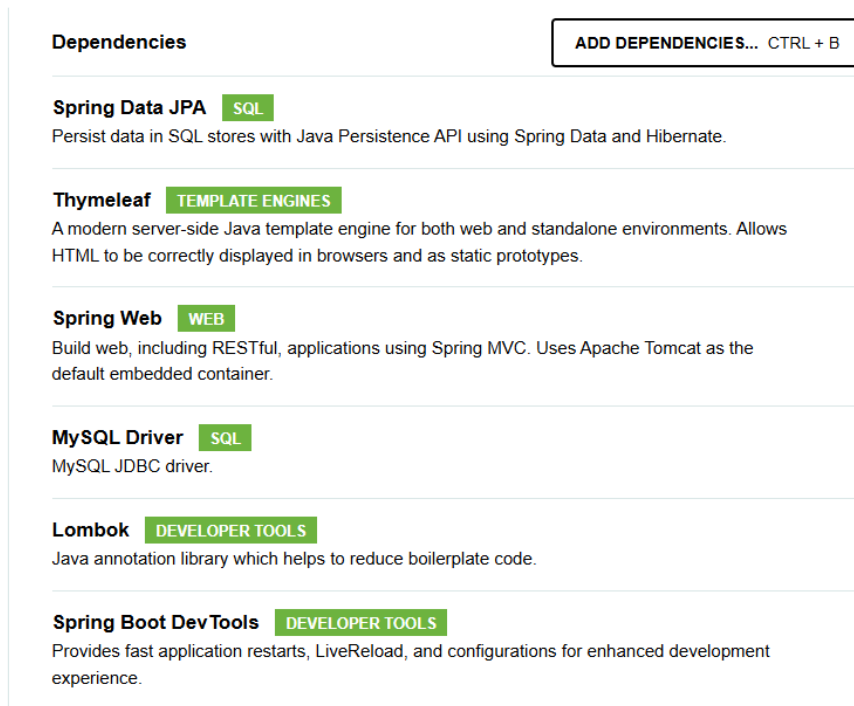 Dependencies ADD DEPENDENCIES... CTRL + B
Spring Data JPA SQL
Persist data in SQL stores with Java Persistence API using Spring Data and Hibernate.
Thymeleaf TEMPLATE ENGINES
A modern server-side Java template engine for both web and standalone environments. Allows
HTML to be correctly displayed in browsers and as static prototypes.
Spring Web WEB
Build web, including RESTful, applications using Spring MVC. Uses Apache Tomcat as the
default embedded container.
MySQL Driver SQL
MySQL JDBC driver.
Lombok DEVELOPER TOOLS
Java annotation library which helps to reduce boilerplate code.
Spring Boot DevTools DEVELOPER TOOLS
Provides fast application restarts, LiveReload, and configurations for enhanced development
experience.